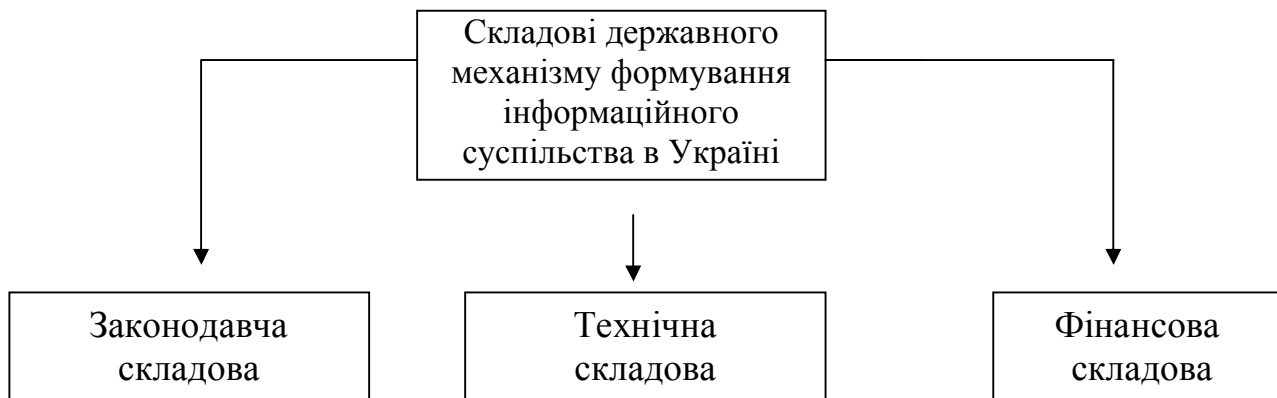 Складові державного
механізму формування
інформаційного
суспільства в Україні
Законодавча
складова
Технічна
складова
Фінансова
складова